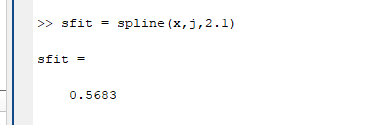 >> sfit = spline(x,j,2.1)
sfit =
0.5683